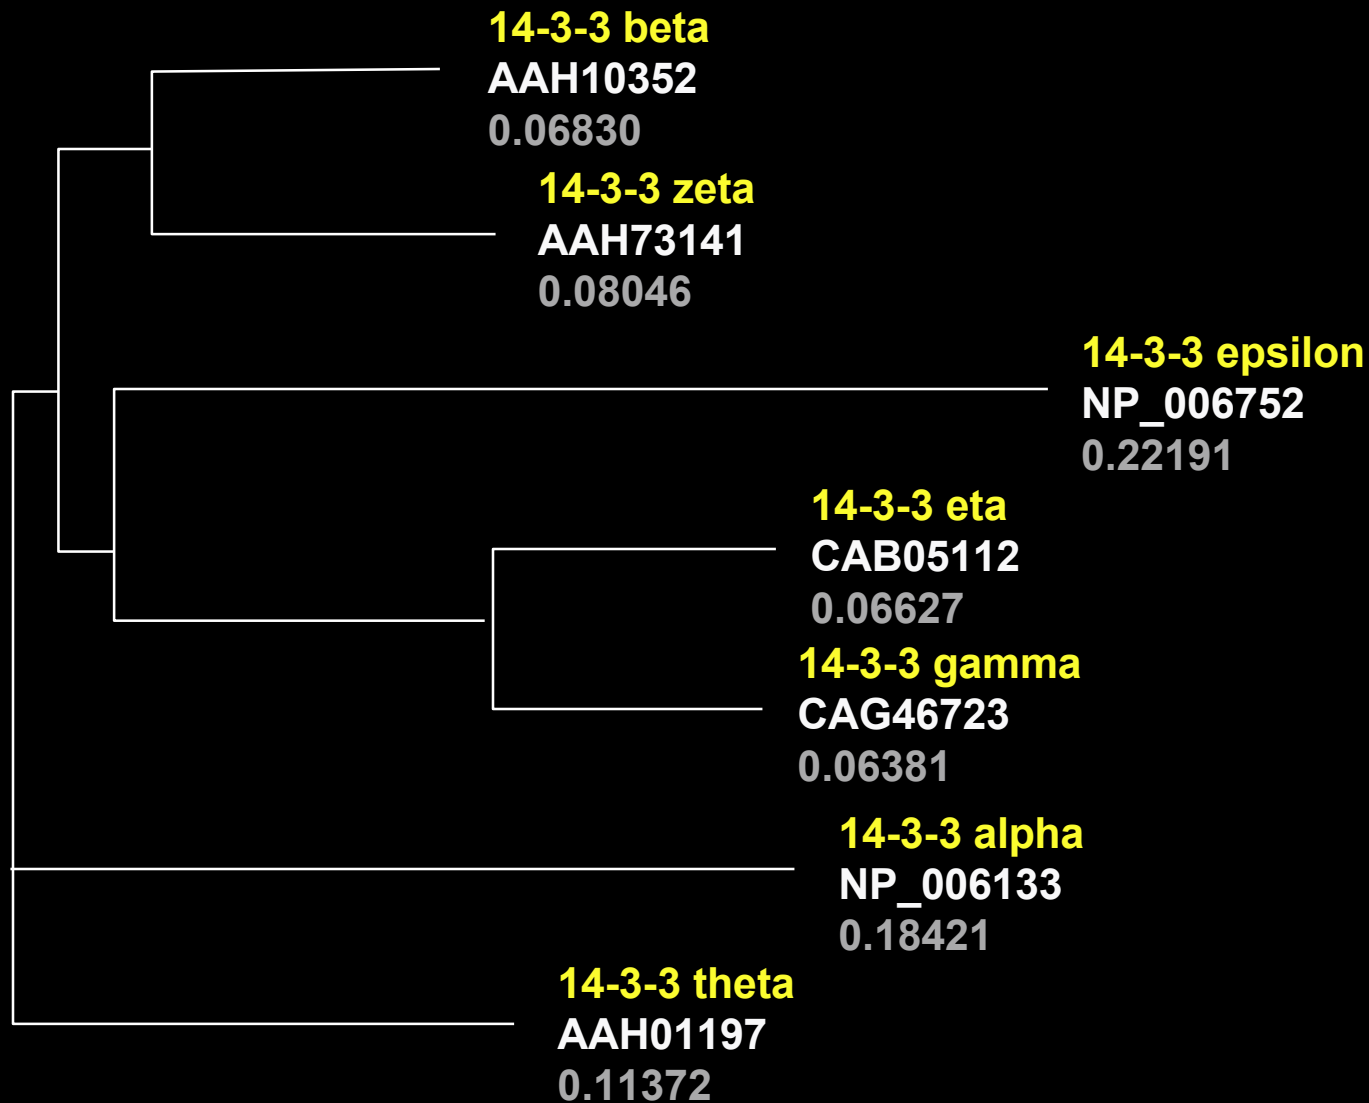 14-3-3 beta
AAH10352
0.06830
14-3-3 zeta
AAH73141
0.08046
14-3-3 epsilon
NP_006752
0.22191
14-3-3 eta
CAB05112
0.06627
14-3-3 gamma
CAG46723
0.06381
14-3-3 alpha
NP_006133
0.18421
14-3-3 theta
AAH01197
0.11372